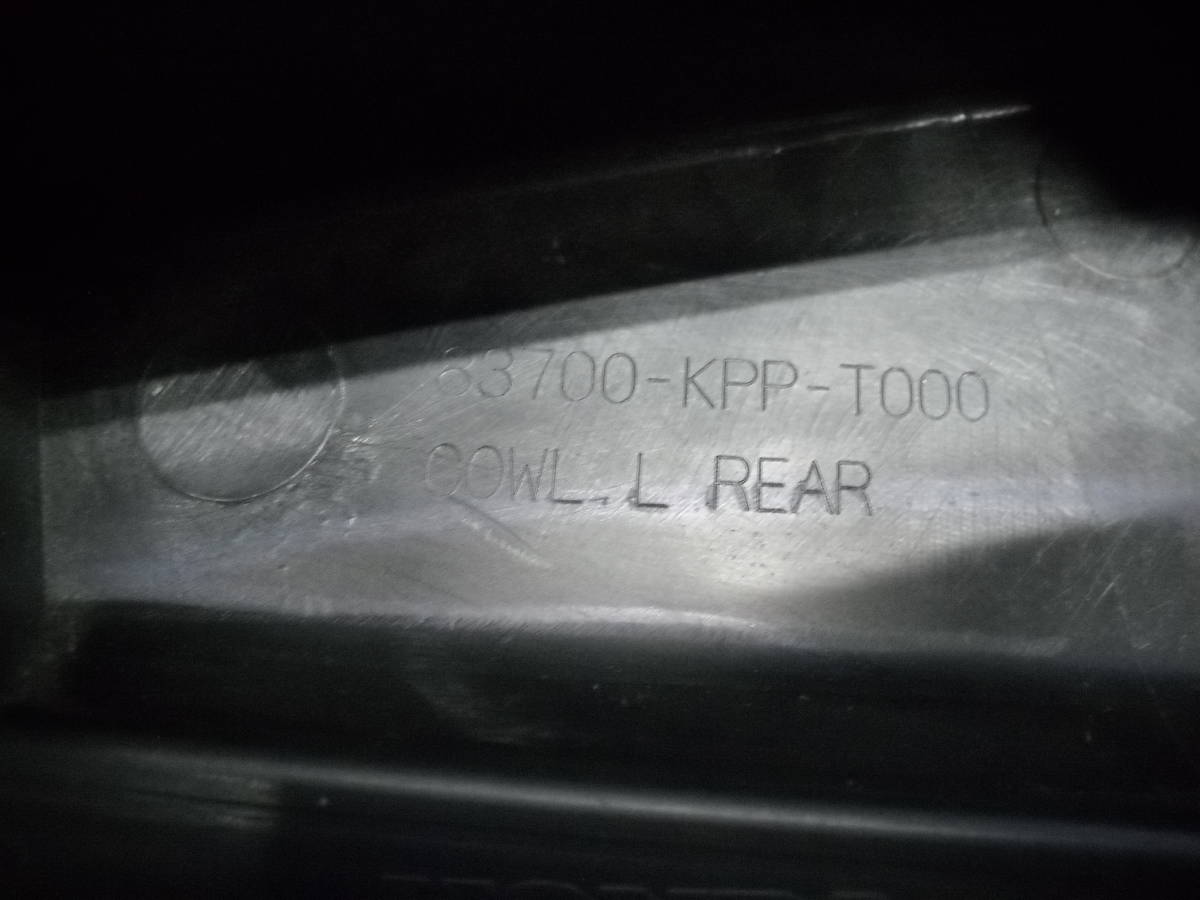 83700-KPP-T000
COWL. L REAR